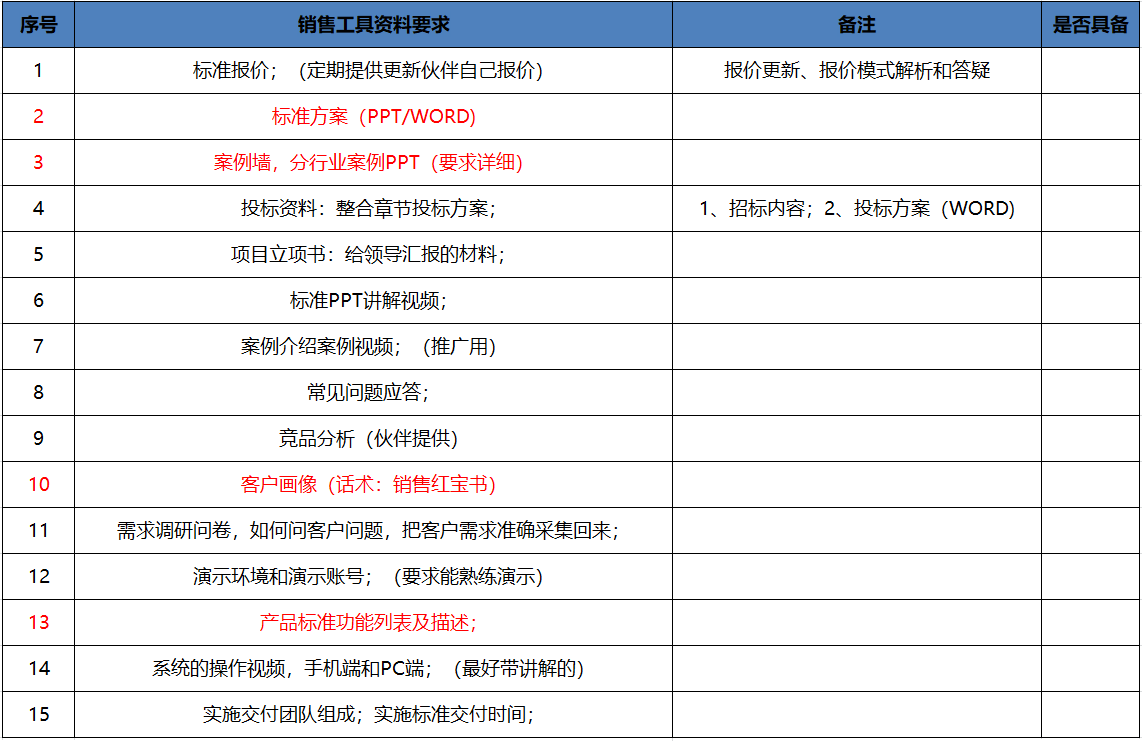 序号 销售工具资料要求 备注 是否具备
1 标准报价；（定期提供更新伙伴自己报价） 报价更新、报价模式解析和答疑
2 标准方案（PPT/WORD）
3 案例墙，分行业案例PPT（要求详细）
4 投标资料：整合章节投标方案； 1、招标内容；2、投标方案（WORD）
5 项目立项书：给领导汇报的材料；
6 标准PPT讲解视频；
7 案例介绍案例视频；（推广用）
8 常见问题应答；
9 竞品分析（伙伴提供）
10 客户画像（话术：销售红宝书）
11 需求调研问卷，如何问客户问题，把客户需求准确采集回来；
12 演示环境和演示账号；（要求能熟练演示）
13 产品标准功能列表及描述；
14 系统的操作视频，手机端和PC端；（最好带讲解的）
15 实施交付团队组成；实施标准交付时间；